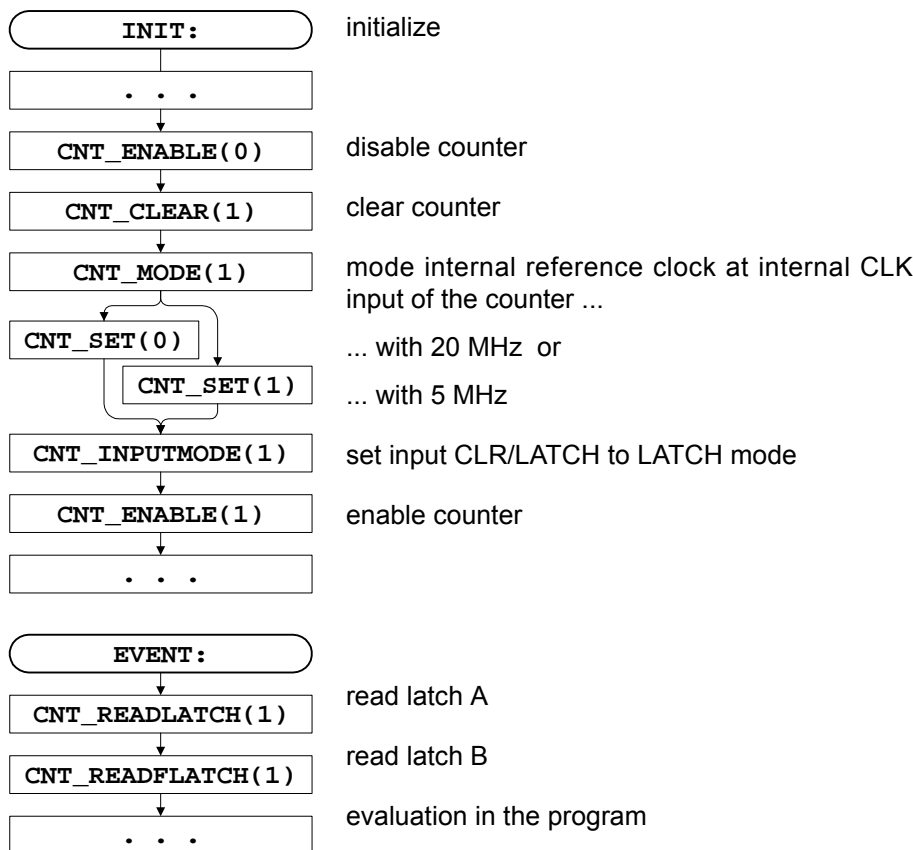 INIT:
initialize
. . .
CNT_ENABLE(0)
disable counter
CNT_CLEAR(1)
clear counter
CNT_MODE(1)
mode internal reference clock at internal CLK
input of the counter ...
CNT_SET(0)
... with 20 MHz or
CNT_SET(1)
... with 5 MHz
CNT_INPUTMODE(1)
set input CLR/LATCH to LATCH mode
CNT_ENABLE(1)
enable counter
. . .
EVENT:
CNT_READLATCH(1)
read latch A
CNT_READFLATCH(1)
read latch B
. . .
evaluation in the program